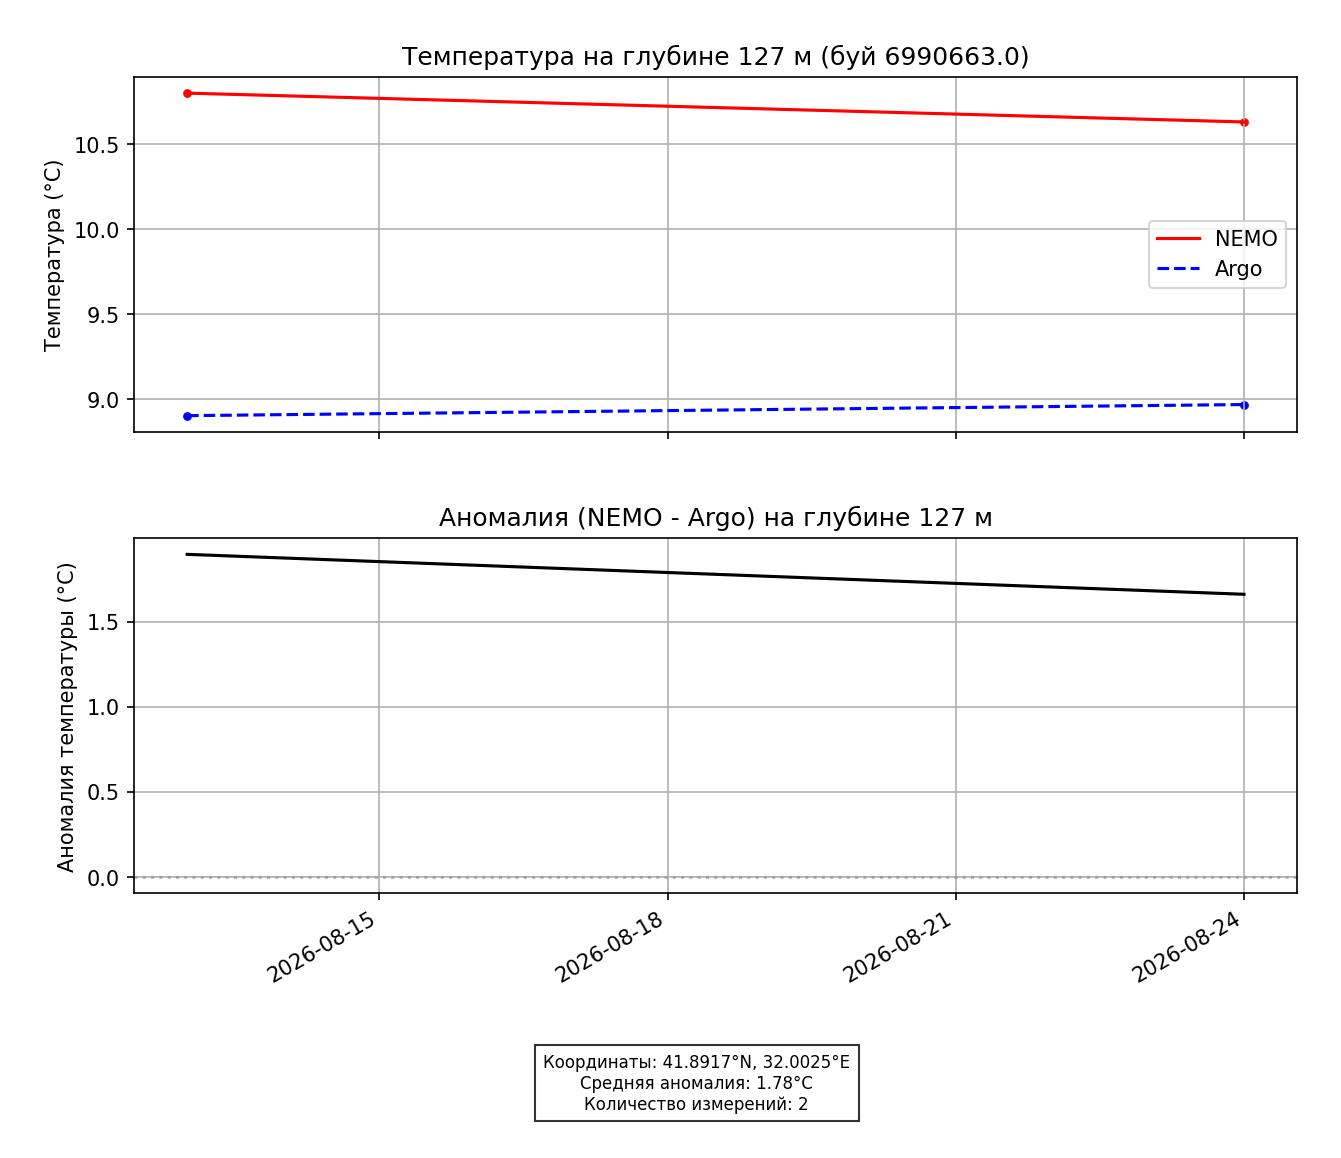 Температура на глубине 127 м (буй 6990663.0)
Температура (°C)
10.5
10.0
9.5
9.0
NEMO
Argo
Аномалия (NEMO - Argo) на глубине 127 м
Аномалия температуры (°C)
1.5
1.0
0.5
0.0
2026-08-15
2026-08-18
2026-08-21
2026-08-24
Координаты: 41.8917°N, 32.0025°E
Средняя аномалия: 1.78°C
Количество измерений: 2